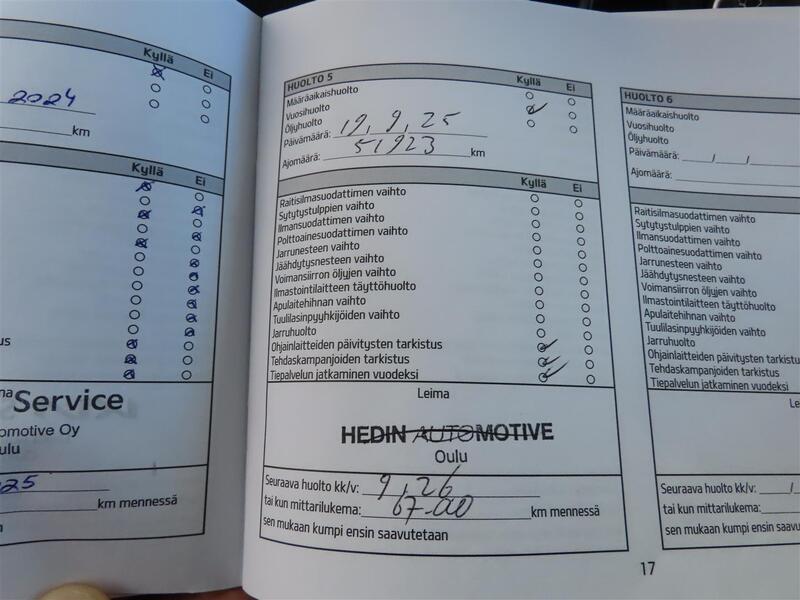 Kyllä Ei
2024
km
Kyllä Ei
us
na
Service
omotive Oy
ulu
25
km mennessä
n
HUOLTO 5 Kyllä Ei
Määräaikaishuolto
Vuosihuolto
Öljyhuolto
Päivämäärä: 19, 9, 25
Ajomäärä: 51923 km
Kyllä Ei
Raitisilmasuodattimen vaihto
Sytytystulppien vaihto
Ilmansuodattimen vaihto
Polttoainesuodattimen vaihto
Jarrunesteen vaihto
Jäähdytysnesteen vaihto
Voimansiirron öljyjen vaihto
Ilmastointilaitteen täyttöhuolto
Apulaitehihnan vaihto
Tuulilasinpyyhkijöiden vaihto
Jarruhuolto
Ohjainlaitteiden päivitysten tarkistus
Tehdaskampanjoiden tarkistus
Tiepalvelun jatkaminen vuodeksi
Leima
HEDIN AUTOMOTIVE
Oulu
Seuraava huolto kk/v: 9, 26
tai kun mittarilukema: km mennessä
sen mukaan kumpi ensin saavutetaan
17
HUOLTO 6
Määräaikaishuolto
Vuosihuolto
Öljyhuolto
Päivämäärä: / /
Ajomäärä:
Raitisilmasuodattimen vaihto
Sytytystulppien vaihto
Ilmansuodattimen vaihto
Polttoainesuodattimen vaihto
Jarrunesteen vaihto
Jäähdytysnesteen vaihto
Voimansiirron öljyjen vaihto
Ilmastointilaitteen täyttöhuolto
Apulaitehihnan vaihto
Tuulilasinpyyhkijöiden vaihto
Jarruhuolto
Ohjainlaitteiden päivitysten tarkistus
Tehdaskampanjoiden tarkistus
Tiepalvelun jatkaminen vuodeksi
Le
Seuraava huolto kk/v: /
tai kun mittarilukema:
sen mukaan kumpi ensin saavut